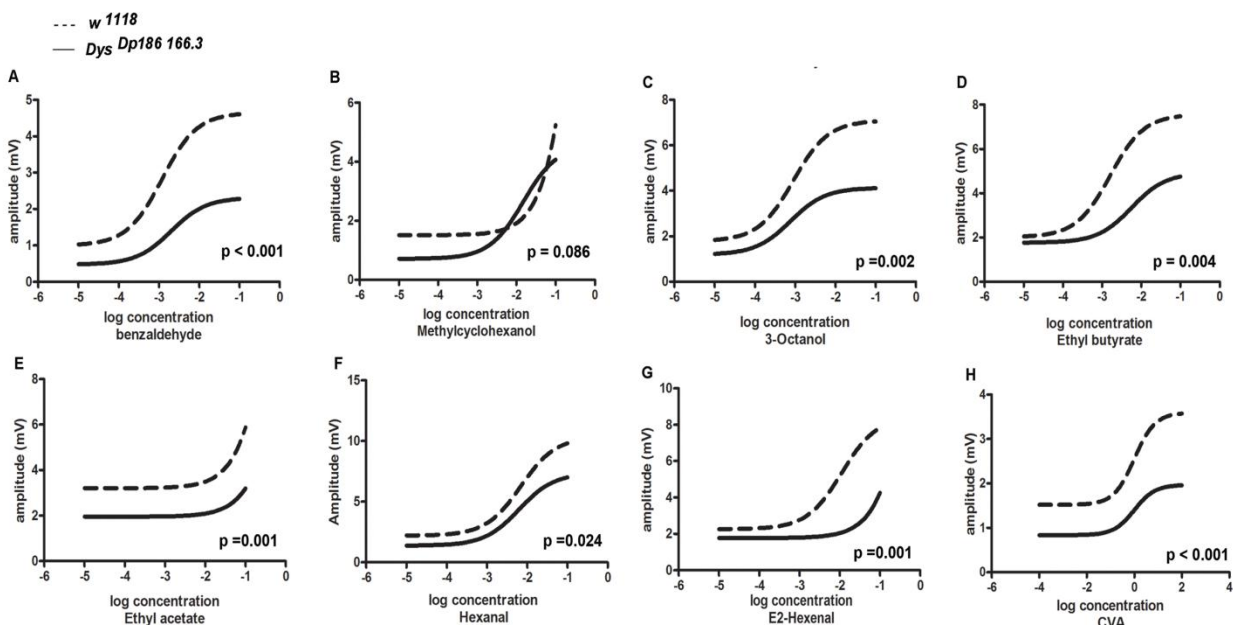 w 1118
Dys Dp186 166.3
A
amplitude (mV)
5
4
3
2
1
0
-6 -5 -4 -3 -2 -1 0
p < 0.001
log concentration
benzaldehyde
B
amplitude (mV)
6
4
2
0
-6 -5 -4 -3 -2 -1 0
p = 0.086
log concentration
Methylcyclohexanol
C
amplitude (mV)
8
6
4
2
0
-6 -5 -4 -3 -2 -1 0
p =0.002
log concentration
3-Octanol
D
amplitude (mV)
8
6
4
2
0
-6 -5 -4 -3 -2 -1 0
p = 0.004
log concentration
Ethyl butyrate
E
amplitude (mV)
8
6
4
2
0
-6 -5 -4 -3 -2 -1 0
p =0.001
log concentration
Ethyl acetate
F
Amplitude (mV)
15
10
5
0
-6 -5 -4 -3 -2 -1 0
p =0.024
log concentration
Hexanal
G
amplitude (mV)
10
8
6
4
2
0
-6 -5 -4 -3 -2 -1 0
p =0.001
log concentration
E2-Hexenal
H
amplitude (mV)
4
3
2
1
0
-6 -4 -2 0 2 4
p < 0.001
log concentration
CVA